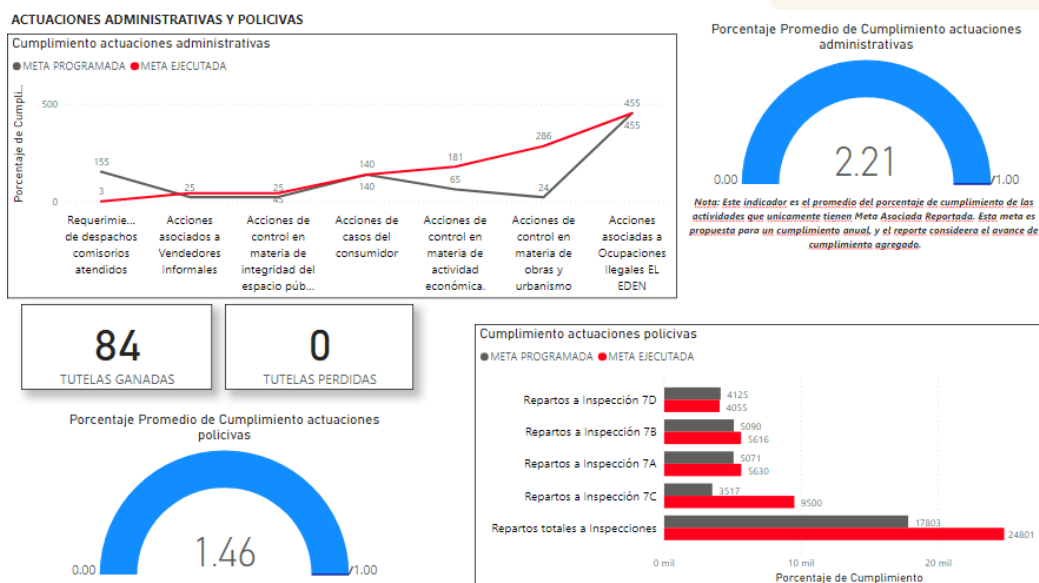 ACTUACIONES ADMINISTRATIVAS Y POLICIVAS
Cumplimiento actuaciones administrativas
META PROGRAMADA META EJECUTADA
Porcentaje de Cumpli...
500
0
155
3
25
25
45
140
140
181
65
286
24
455
455
Requerimie...
de despachos
comisorios
atendidos
Acciones
asociados a
Vendedores
Informales
Acciones de
control en
materia de
integridad del
espacio púb...
Acciones de
casos del
consumidor
Acciones de
control en
materia de
actividad
económica.
Acciones de
control en
materia de
obras y
urbanismo
Acciones
asociadas a
Ocupaciones
Ilegales EL
EDEN
Porcentaje Promedio de Cumplimiento actuaciones
administrativas
2.21
0.00
1.00
Nota: Este indicador es el promedio del porcentaje de cumplimiento de las
actividades que unicamente tienen Meta Asociada Reportada. Esta meta es
propuesta para un cumplimiento anual, y el reporte considera el avance de
cumplimiento agregado.
84
TUTELAS GANADAS
0
TUTELAS PERDIDAS
Porcentaje Promedio de Cumplimiento actuaciones
policivas
1.46
0.00
1.00
Cumplimiento actuaciones policivas
META PROGRAMADA META EJECUTADA
Repartos a Inspección 7D
4125
4055
Repartos a Inspección 7B
5090
5616
Repartos a Inspección 7A
5071
5630
Repartos a Inspección 7C
3517
9500
Repartos totales a Inspecciones
17803
24801
0 mil 10 mil 20 mil
Porcentaje de Cumplimiento